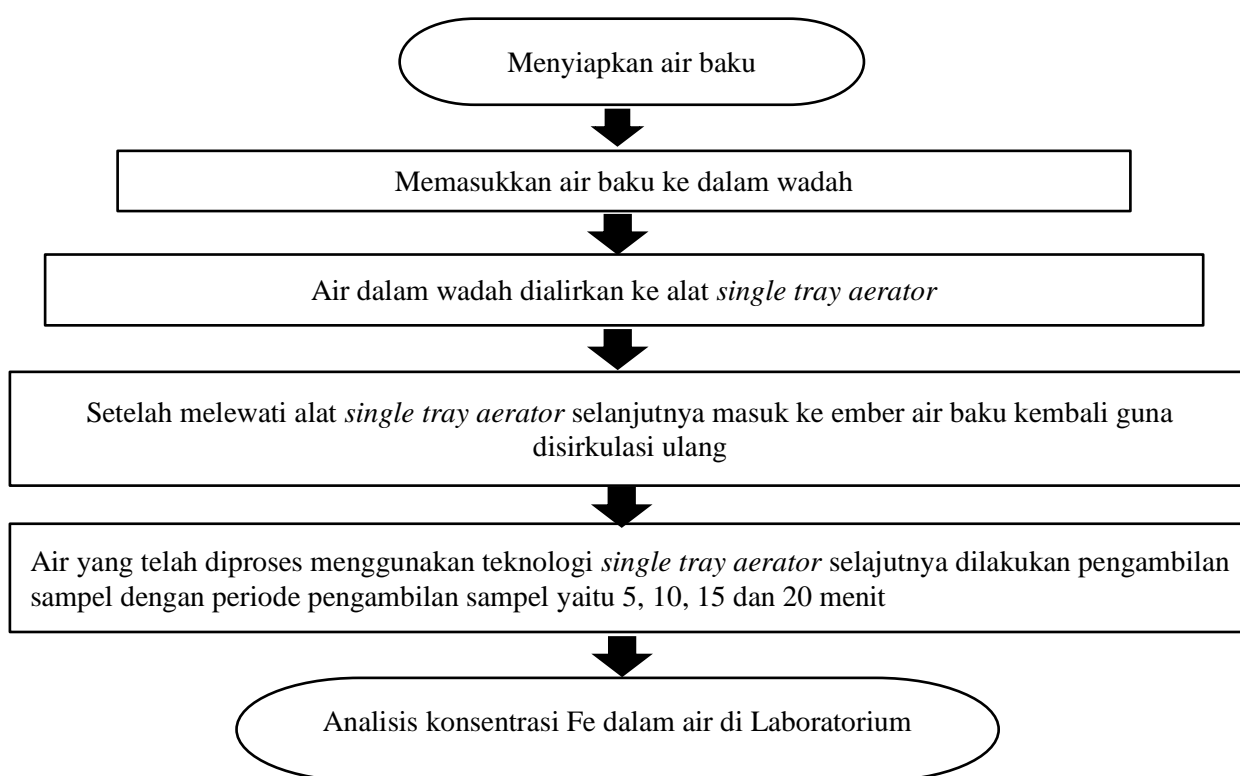 Menyiapkan air baku
Memasukkan air baku ke dalam wadah
Air dalam wadah dialirkan ke alat single tray aerator
Setelah melewati alat single tray aerator selanjutnya masuk ke ember air baku kembali guna
disirkulasi ulang
Air yang telah diproses menggunakan teknologi single tray aerator selajutnya dilakukan pengambilan
sampel dengan periode pengambilan sampel yaitu 5, 10, 15 dan 20 menit
Analisis konsentrasi Fe dalam air di Laboratorium